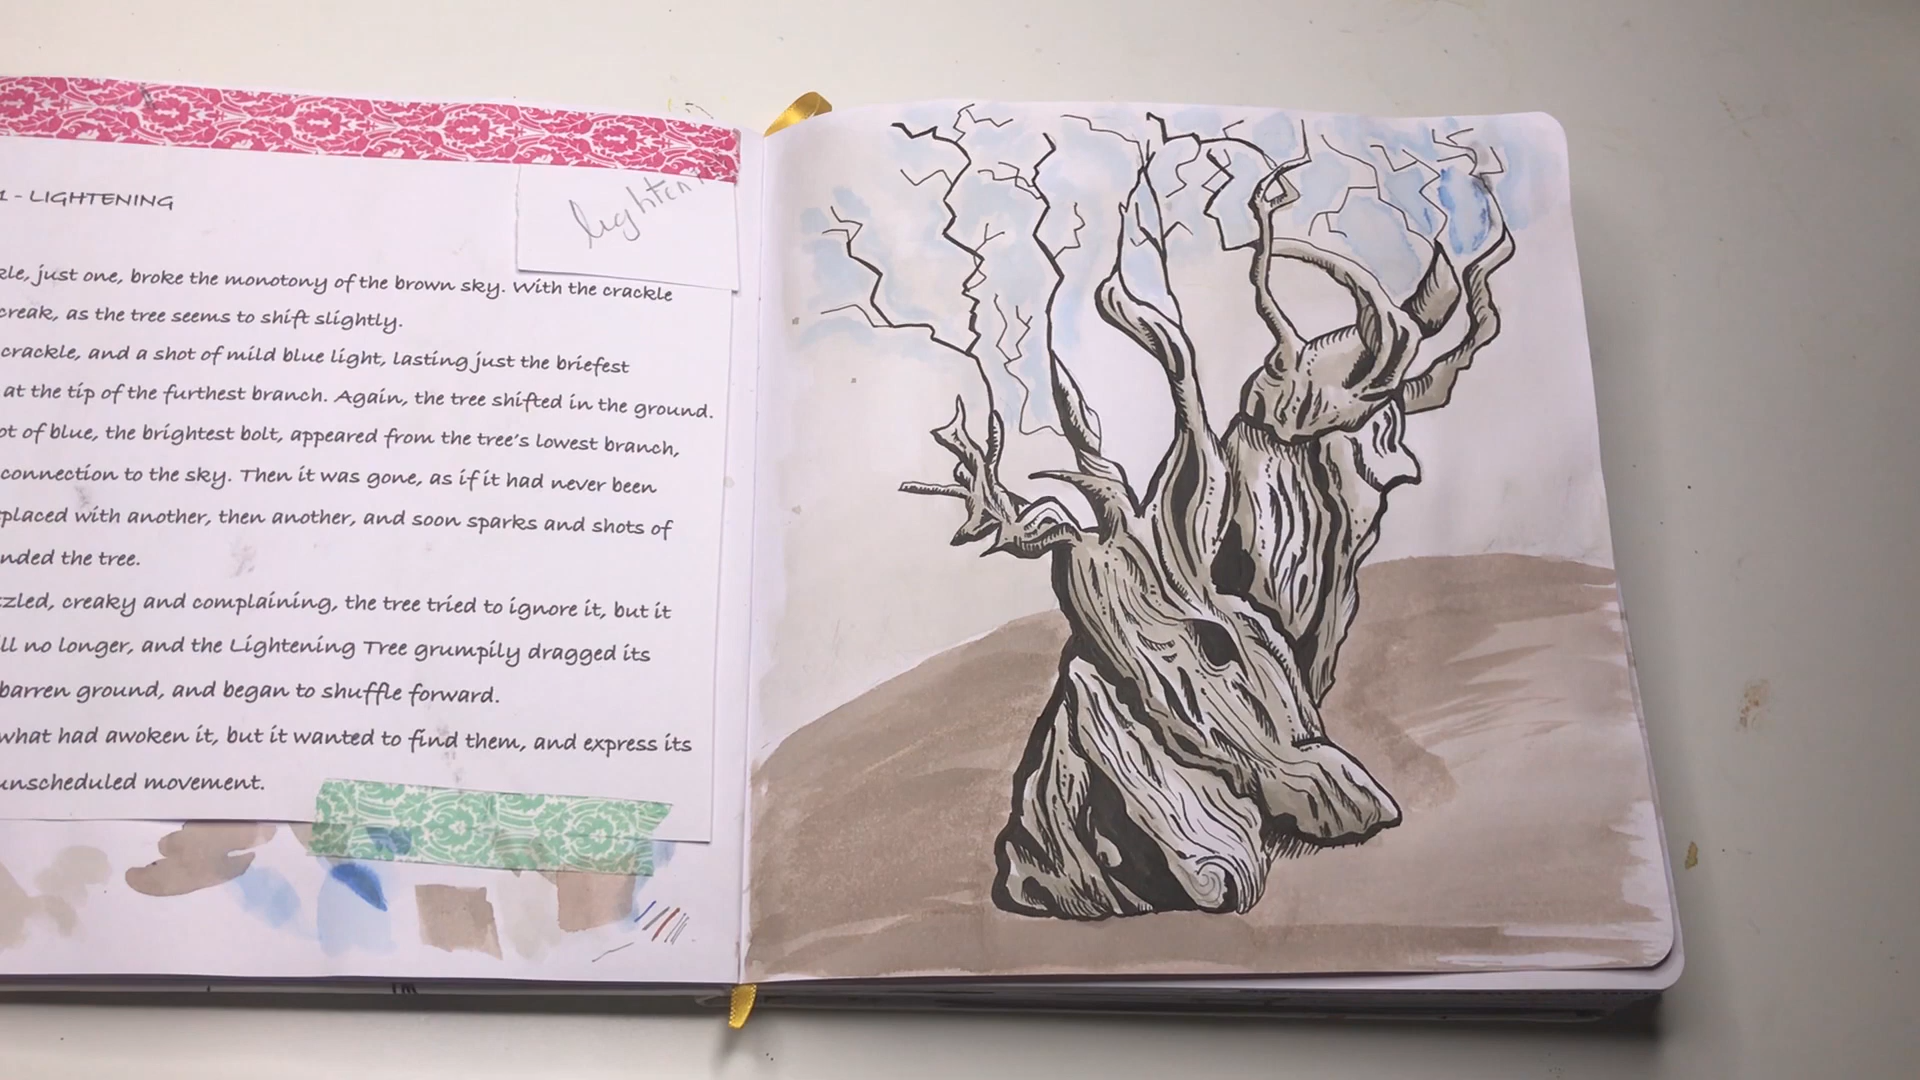 1 - LIGHTENING
lighten
kle, just one, broke the monotony of the brown sky. With the crackle
creak, as the tree seems to shift slightly.
crackle, and a shot of mild blue light, lasting just the briefest
at the tip of the furthest branch. Again, the tree shifted in the ground.
ot of blue, the brightest bolt, appeared from the tree's lowest branch,
connection to the sky. Then it was gone, as if it had never been
placed with another, then another, and soon sparks and shots of
nded the tree.
zled, creaky and complaining, the tree tried to ignore it, but it
ll no longer, and the Lightening Tree grumpily dragged its
barren ground, and began to shuffle forward.
what had awoken it, but it wanted to find them, and express its
unscheduled movement.